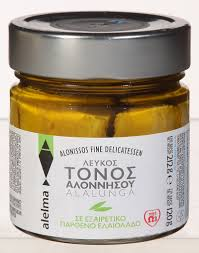 ALONISSOS FINE DELICATESSEN
ΛΕΥΚΟΣ
ΤΟΝΟΣ
ΑΛΟΝΝΗΣΟΥ
ALALUNGA
ΣΕ ΕΞΑΙΡΕΤΙΚΟ
ΠΑΡΘΕΝΟ ΕΛΑΙΟΛΑΔΟ
alelma